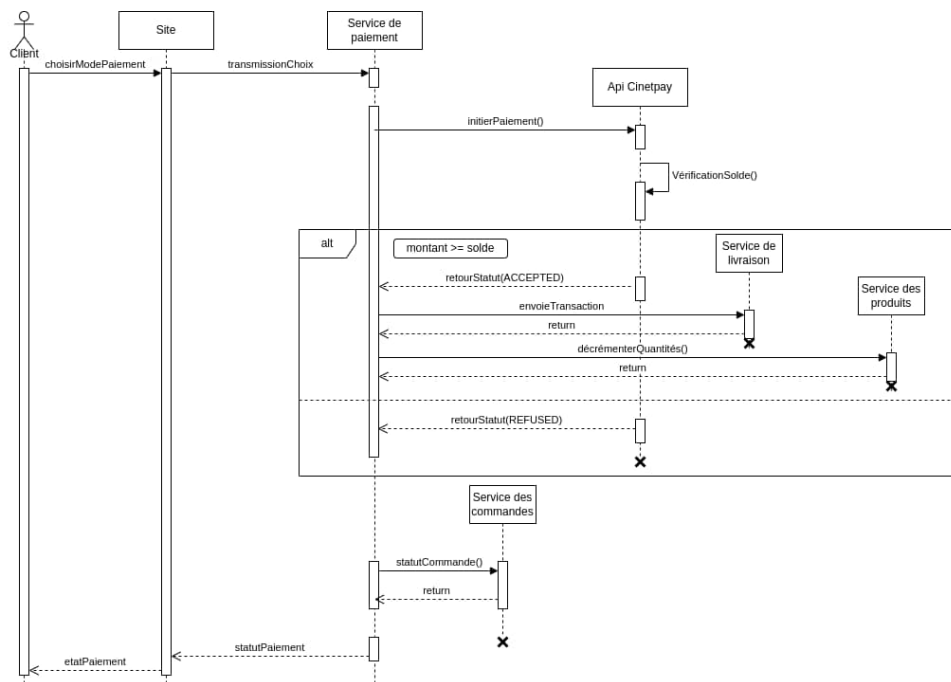 Client
Site
Service de
paiement
choisirModePaiement
transmissionChoix
Api Cinetpay
initierPaiement()
VérificationSolde()
alt
montant >= solde
Service de
livraison
retourStatut(ACCEPTED)
Service des
produits
envoieTransaction
return
décrémenterQuantités()
return
retourStatut(REFUSED)
Service des
commandes
statutCommande()
return
statutPaiement
etatPaiement